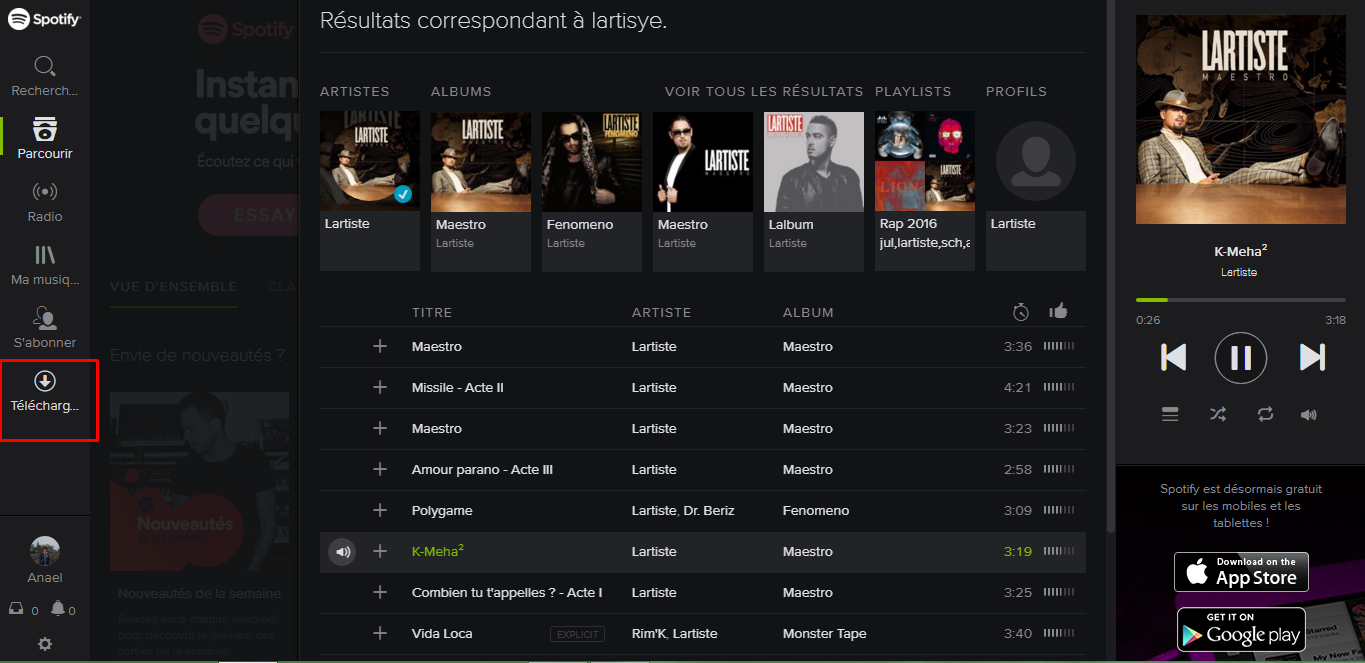 Spotify
Recherch...
Parcourir
Radio
Ma musiq...
S'abonner
Télécharg...
Anael
0
0
Spotify
Instan
quelqu
Écoutez ce qui v
ESSAY
VUE D'ENSEMBLE
CLA
Envie de nouveautés ?
Nouveautés
de la SEMAINE
Nouveautés de la semaine
Rendez-vous chaque vendredi
pour découvrir le meilleur des
sorties de la semaine.
Résultats correspondant à lartisye.
ARTISTES
ALBUMS
VOIR TOUS LES RÉSULTATS
PLAYLISTS
PROFILS
LARTISTE
LARTISTE
LARTISTE
FENOMENO
LARTISTE
MAESTRO
LARTISTE
LION
LARTISTE
Lartiste
Maestro
Lartiste
Fenomeno
Lartiste
Maestro
Lartiste
Lalbum
Lartiste
Rap 2016
jul,lartiste,sch,a
Lartiste
TITRE ARTISTE ALBUM
Maestro Lartiste Maestro 3:36
Missile - Acte II Lartiste Maestro 4:21
Maestro Lartiste Maestro 3:23
Amour parano - Acte III Lartiste Maestro 2:58
Polygame Lartiste, Dr. Beriz Fenomeno 3:09
K-Meha² Lartiste Maestro 3:19
Combien tu t'appelles ? - Acte I Lartiste Maestro 3:25
Vida Loca EXPLICIT Rim'K, Lartiste Monster Tape 3:40
LARTISTE
MAESTRO
K-Meha²
Lartiste
0:26 3:18
Spotify est désormais gratuit
sur les mobiles et les
tablettes !
Download on the
App Store
GET IT ON
Google play